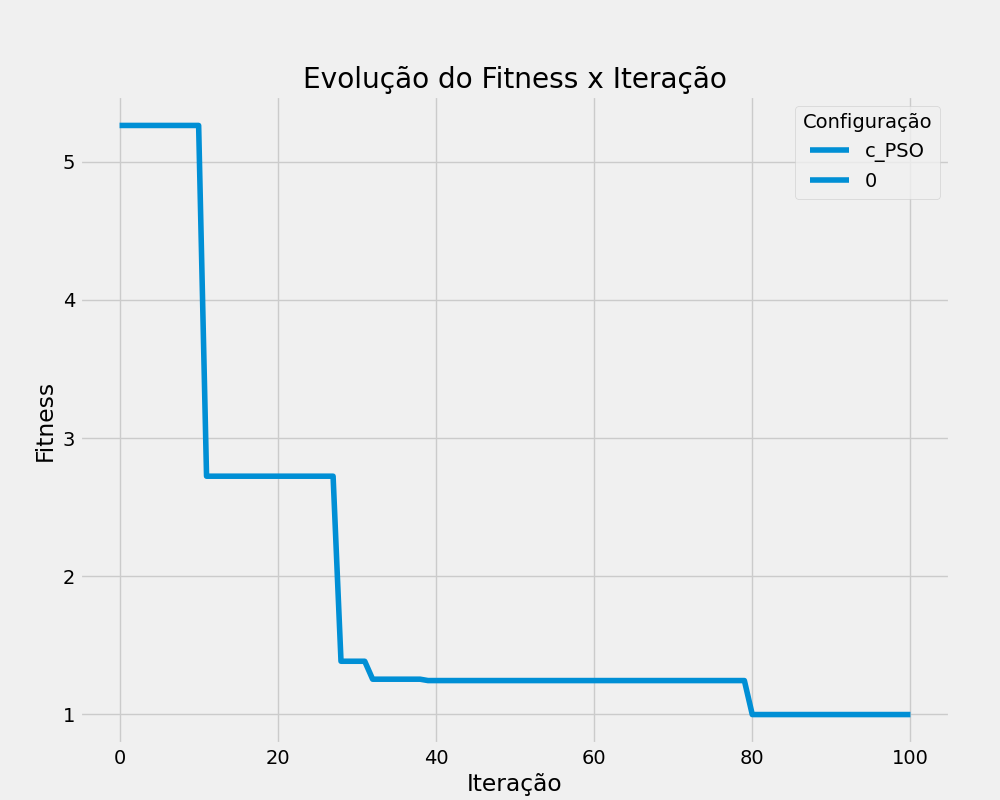 Evolução do Fitness x Iteração
Configuração
c_PSO
0
5
4
3
2
1
Fitness
0 20 40 60 80 100
Iteração